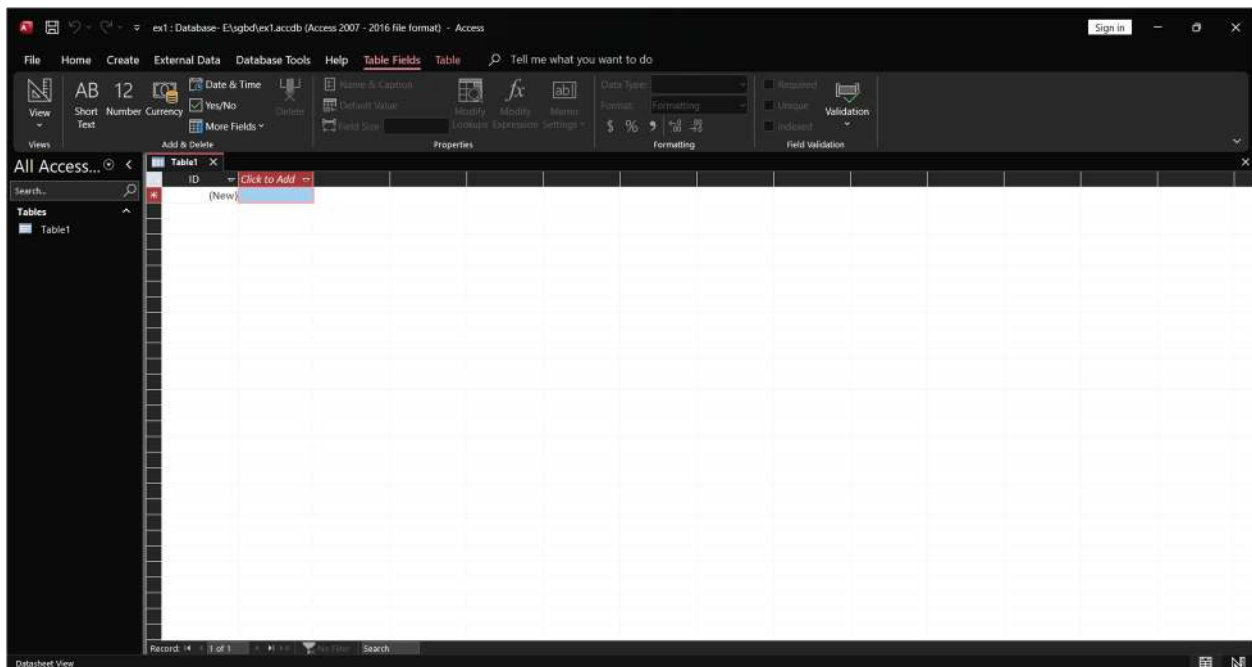 ex1 : Database- E:\sgbd\ex1.accdb (Access 2007 - 2016 file format) - Access
Sign in
File Home Create External Data Database Tools Help Table Fields Table Tell me what you want to do
View
Views
AB
Short Text
12
Number
Currency
Date & Time
Yes/No
More Fields
Delete
Add & Delete
Name & Caption
Default Value
Field Size
Modify Lookups
fx
Modify Expression
ab
Memo Settings
Properties
Data Type:
Format: Formatting
$ % 9
Formatting
Required
Unique
Indexed
Validation
Field Validation
All Access...
Search...
Tables
Table1
Table1
ID Click to Add
(New)
Record: 1 of 1 No Filter Search
Datasheet View